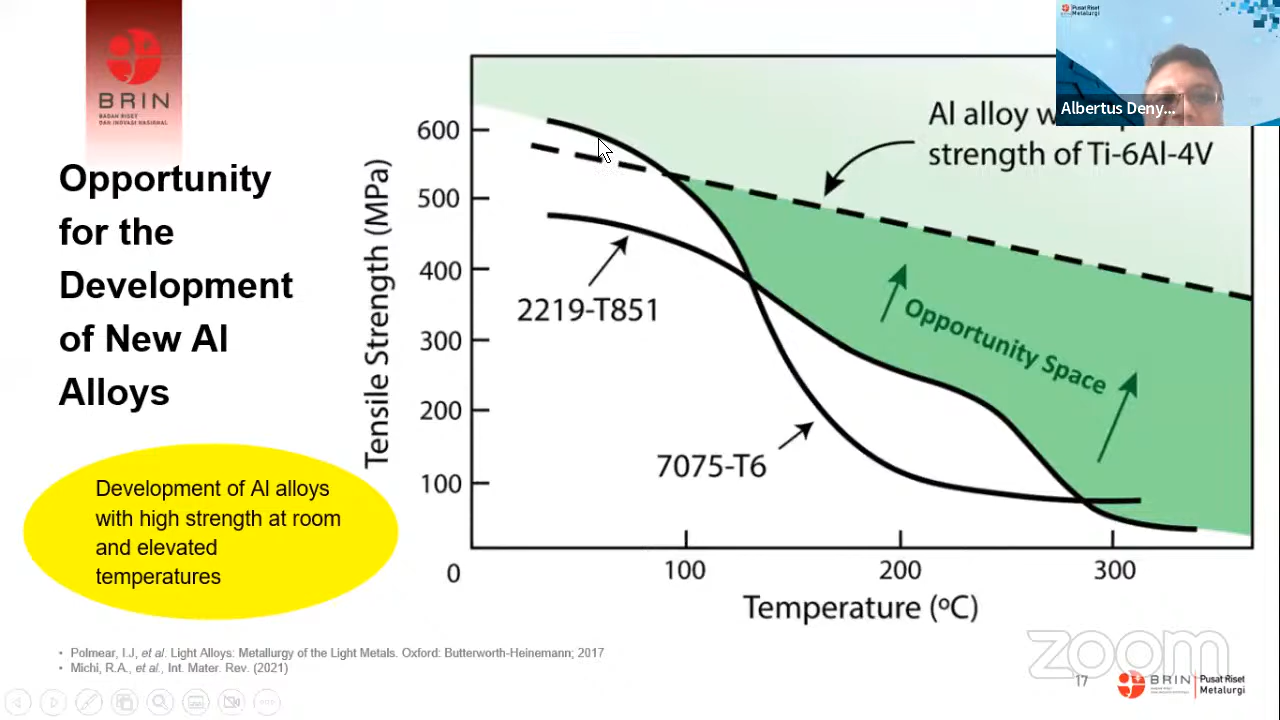 BRIN
BADAN RISET
DAN INOVASI NASIONAL
Opportunity
for the
Development
of New Al
Alloys
Development of Al alloys
with high strength at room
and elevated
temperatures
Tensile Strength (MPa)
600
500
400
300
200
100
0
100
200
300
Temperature (ºC)
Al alloy
strength of Ti-6Al-4V
2219-T851
7075-T6
Opportunity Space
Pusat Riset
Metalurgi
Albertus Deny...
• Polmear, I.J, et al. Light Alloys: Metallurgy of the Light Metals. Oxford: Butterworth-Heinemann; 2017
• Michi, R.A., et al., Int. Mater. Rev. (2021)
zoom
17
BRIN
Pusat Riset
Metalurgi